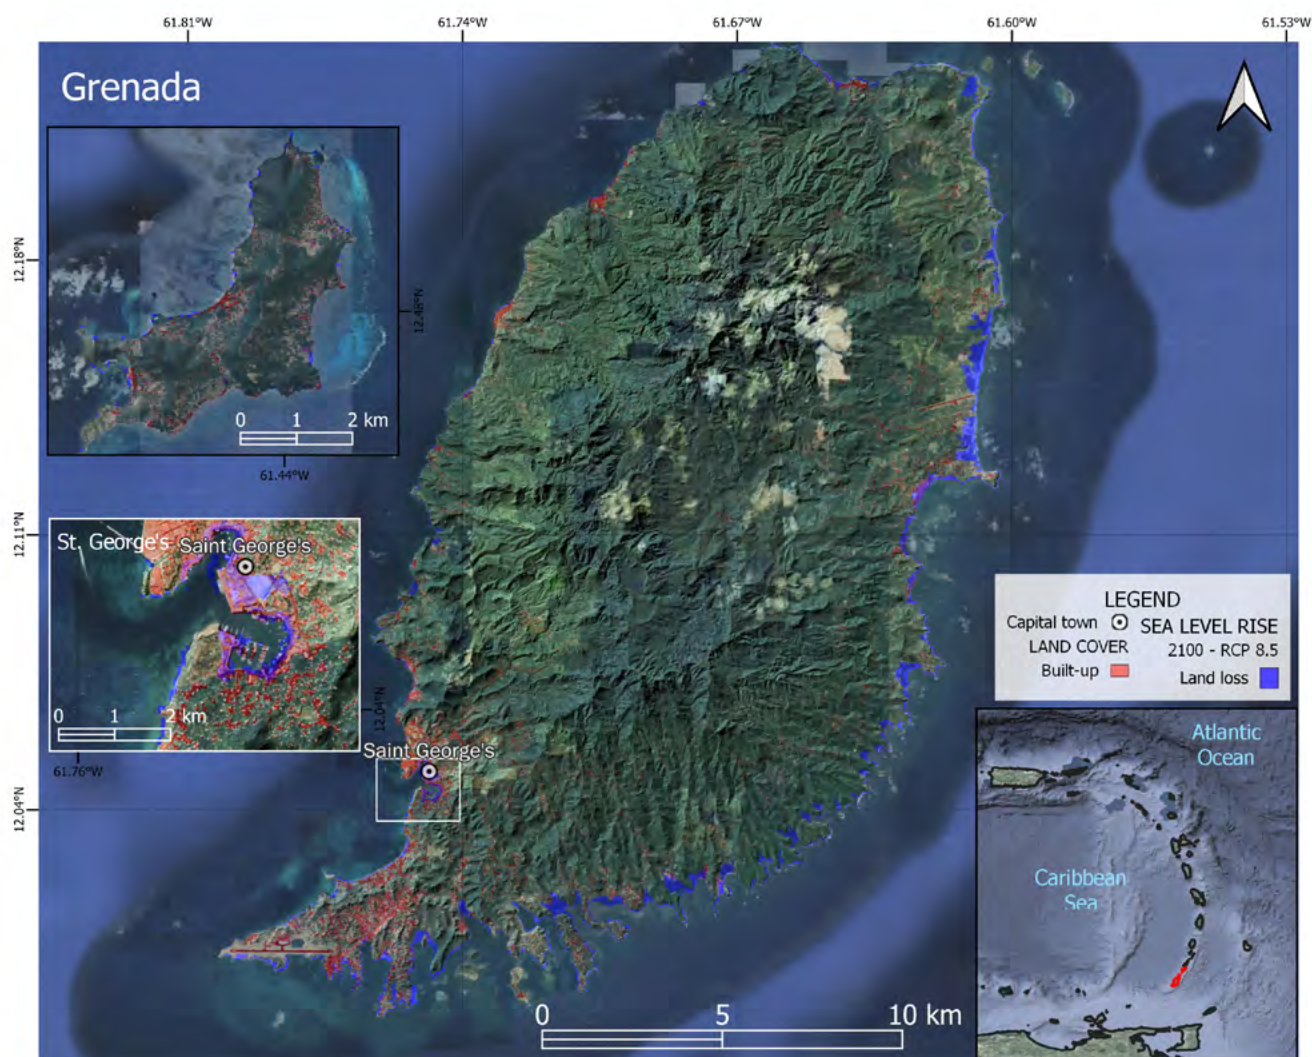 61.81°W
61.74°W
61.67°W
61.60°W
61.53°W
Grenada
12.18°N
12.48°N
0 1 2 km
61.44°W
12.11°N
St. George's
Saint George's
0 1 2 km
12.04°N
61.76°W
Saint George's
12.04°N
LEGEND
Capital town
SEA LEVEL RISE
LAND COVER
2100 - RCP 8.5
Built-up
Land loss
Atlantic
Ocean
Caribbean
Sea
0 5 10 km